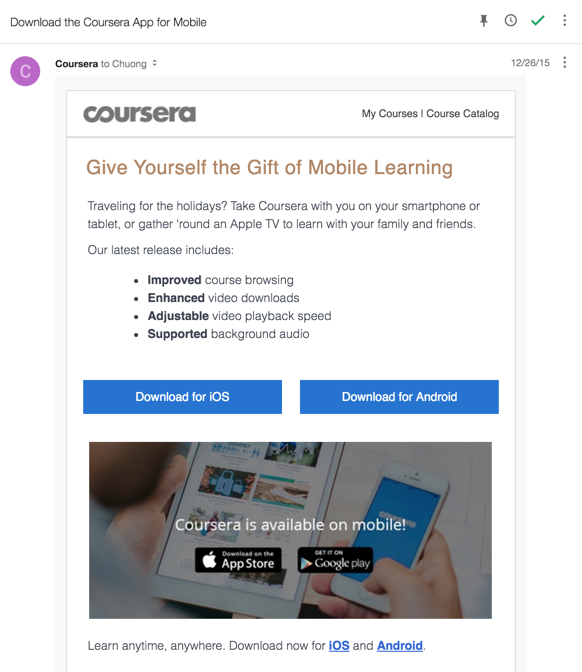 Download the Coursera App for Mobile
C
Coursera to Chuong
12/26/15
coursera
My Courses | Course Catalog
Give Yourself the Gift of Mobile Learning
Traveling for the holidays? Take Coursera with you on your smartphone or
tablet, or gather 'round an Apple TV to learn with your family and friends.
Our latest release includes:
• Improved course browsing
• Enhanced video downloads
• Adjustable video playback speed
• Supported background audio
Download for iOS
Download for Android
coursera
Coursera is available on mobile!
Download on the
App Store
GET IT ON
Google play
Learn anytime, anywhere. Download now for iOS and Android.